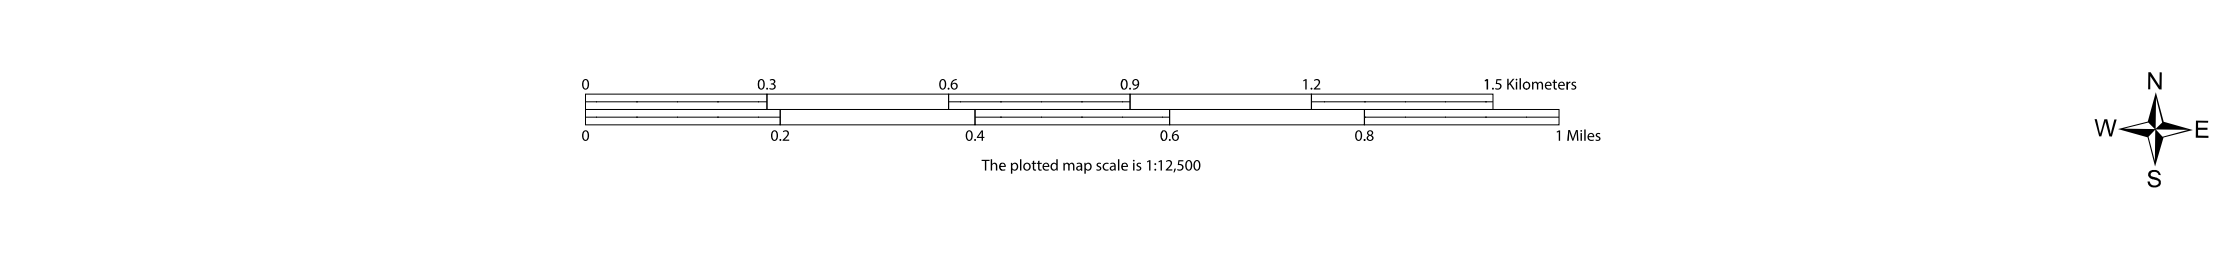 0 0.3 0.6 0.9 1.2 1.5 Kilometers
0 0.2 0.4 0.6 0.8 1 Miles
The plotted map scale is 1:12,500
N
W E
S